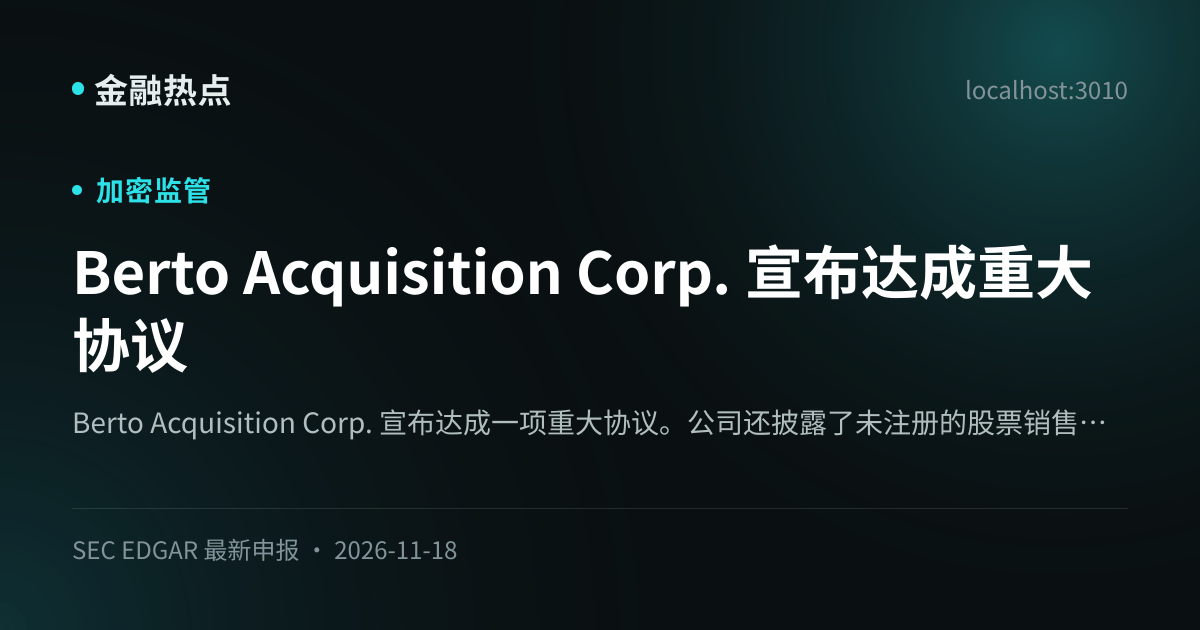 金融热点
localhost:3010
加密监管
Berto Acquisition Corp. 宣布达成重大
协议
Berto Acquisition Corp. 宣布达成一项重大协议。公司还披露了未注册的股票销售…
SEC EDGAR 最新申报 · 2026-11-18